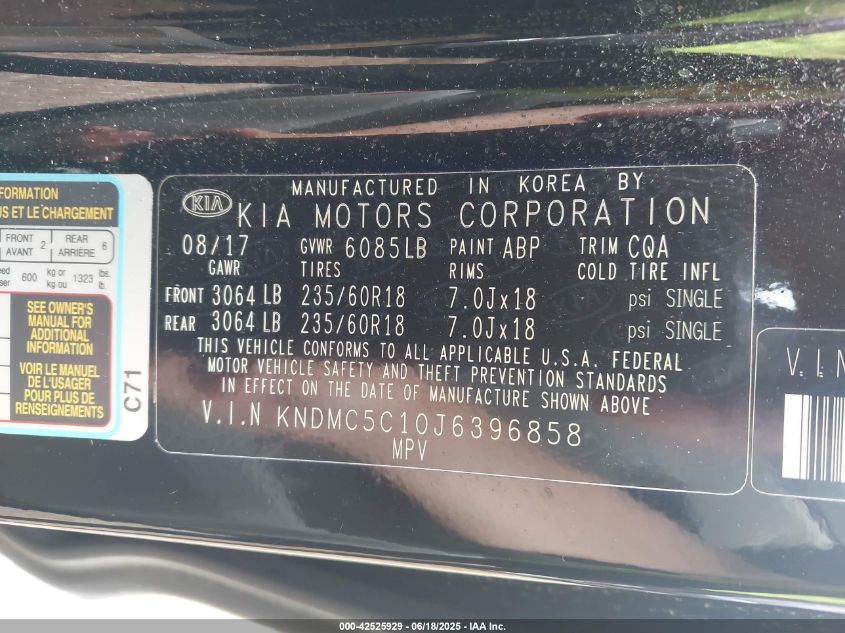 FORMATION
US ET LE CHARGEMENT
FRONT AVANT 2 REAR ARRIÈRE 6
600 kg or kg ou 1323 lbs. lb.
SEE OWNER'S
MANUAL FOR
ADDITIONAL
INFORMATION
VOIR LE MANUEL
DE L'USAGER
POUR PLUS DE
RENSEIGNEMENTS
C71
MANUFACTURED IN KOREA BY
KIA
KIA MOTORS CORPORATION
08/17 GVWR 6085LB PAINT ABP TRIM CQA
GAWR TIRES RIMS COLD TIRE INFL
FRONT 3064 LB 235/60R18 7.0Jx18 psi SINGLE
REAR 3064 LB 235/60R18 7.0Jx18 psi SINGLE
THIS VEHICLE CONFORMS TO ALL APPLICABLE U.S.A. FEDERAL
MOTOR VEHICLE SAFETY AND THEFT PREVENTION STANDARDS
IN EFFECT ON THE DATE OF MANUFACTURE SHOWN ABOVE
V.I.N KNDMC5C10J6396858
MPV
V.I.N
000-42525929 - 06/18/2025 - IAA Inc.